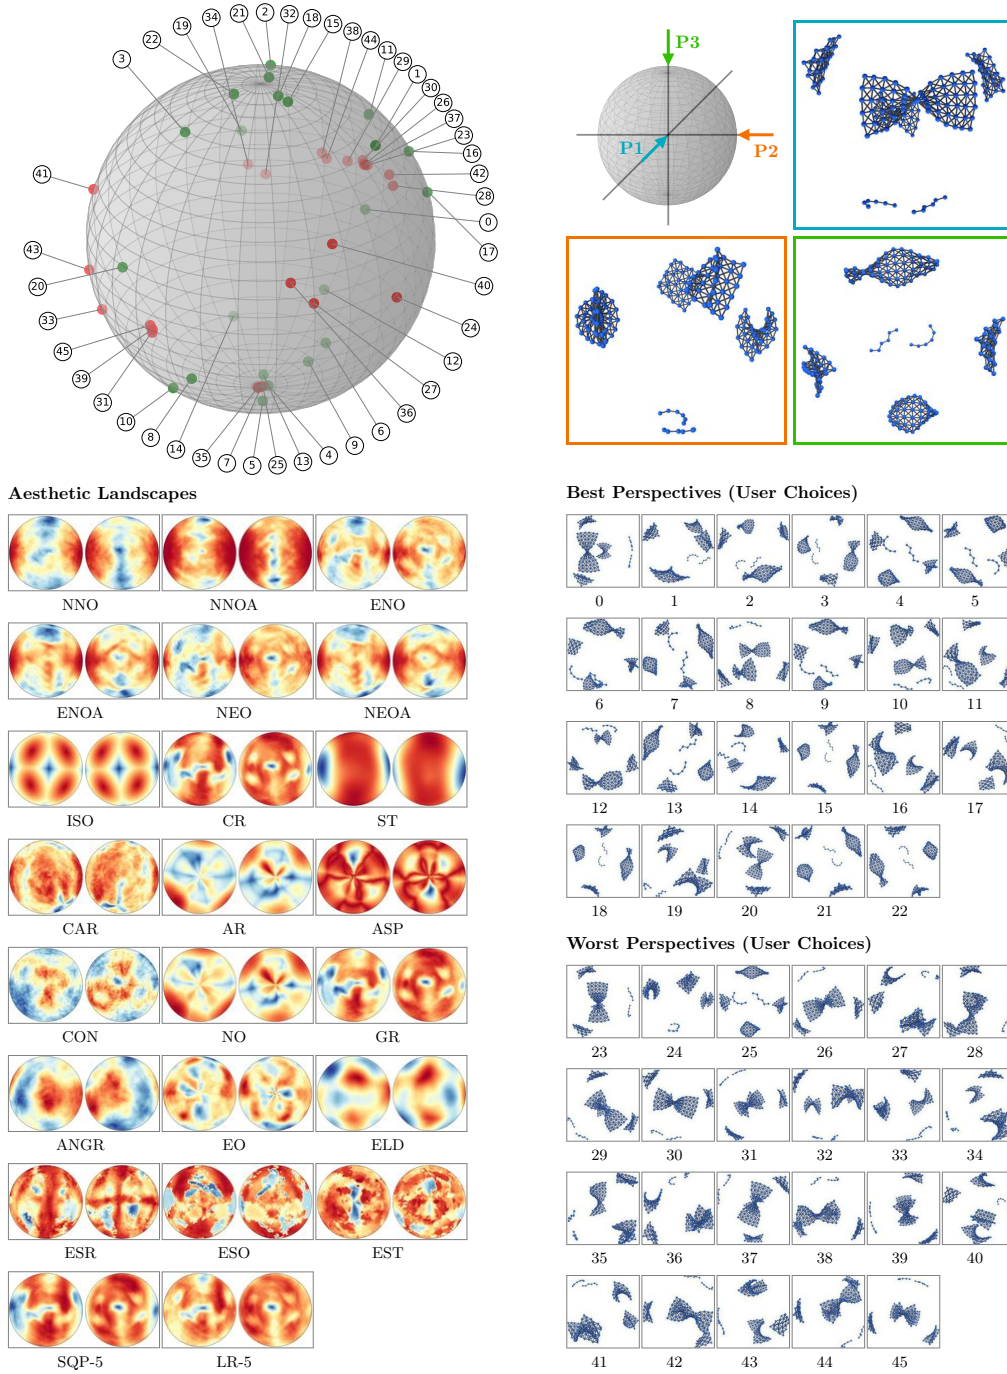 2
21
32
34
18
19
15
22
38
3
44
11
29
1
30
26
37
23
16
42
28
0
17
40
24
12
27
36
6
9
4
13
25
5
7
35
14
8
10
31
39
45
33
20
43
41
P3
P1
P2
Aesthetic Landscapes
NNO NNOA ENO
ENOA NEO NEOA
ISO CR ST
CAR AR ASP
CON NO GR
ANGR EO ELD
ESR ESO EST
SQP-5 LR-5
Best Perspectives (User Choices)
0 1 2 3 4 5
6 7 8 9 10 11
12 13 14 15 16 17
18 19 20 21 22
Worst Perspectives (User Choices)
23 24 25 26 27 28
29 30 31 32 33 34
35 36 37 38 39 40
41 42 43 44 45